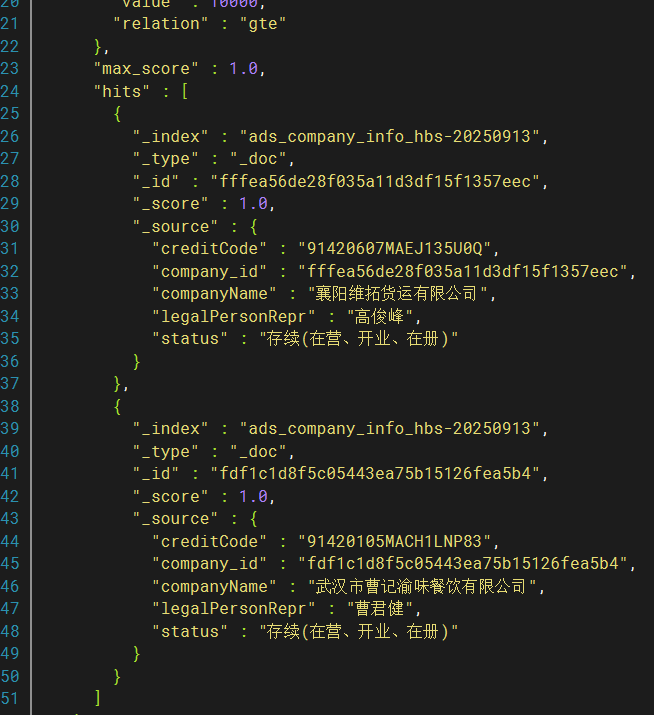 20 "value" : 10000,
21 "relation" : "gte"
22 },
23 "max_score" : 1.0,
24 "hits" : [
25 {
26 "_index" : "ads_company_info_hbs-20250913",
27 "_type" : "_doc",
28 "_id" : "fffea56de28f035a11d3df15f1357eec",
29 "_score" : 1.0,
30 "_source" : {
31 "creditCode" : "91420607MAEJ135U0Q",
32 "company_id" : "fffea56de28f035a11d3df15f1357eec",
33 "companyName" : "襄阳维拓货运有限公司",
34 "legalPersonRepr" : "高俊峰",
35 "status" : "存续(在营、开业、在册)"
36 }
37 },
38 {
39 "_index" : "ads_company_info_hbs-20250913",
40 "_type" : "_doc",
41 "_id" : "fdf1c1d8f5c05443ea75b15126fea5b4",
42 "_score" : 1.0,
43 "_source" : {
44 "creditCode" : "91420105MACH1LNP83",
45 "company_id" : "fdf1c1d8f5c05443ea75b15126fea5b4",
46 "companyName" : "武汉市曹记渝味餐饮有限公司",
47 "legalPersonRepr" : "曹君健",
48 "status" : "存续(在营、开业、在册)"
49 }
50 }
51 ]